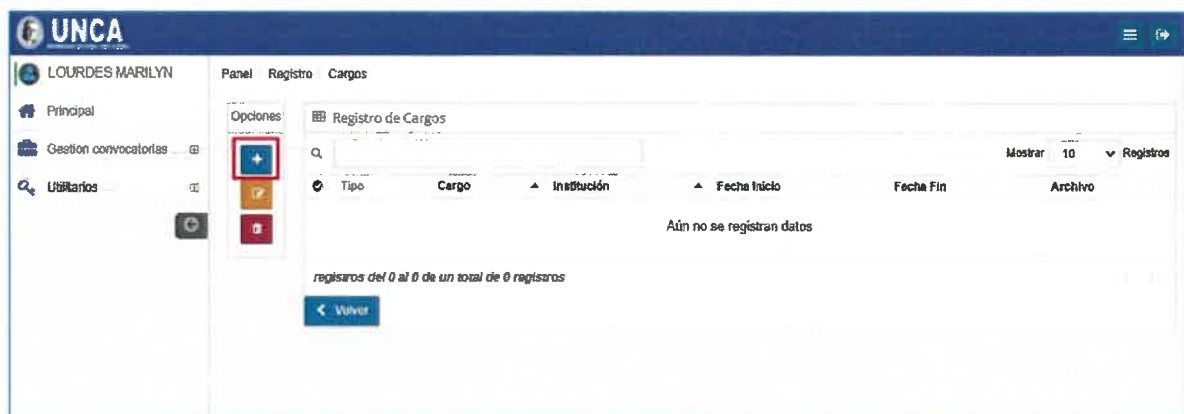 UNCA
LOURDES MARILYN
Principal
Gestion convocatorias
Utilitarios
Panel Registro Cargos
Opciones
Registro de Cargos
Mostrar 10 Registros
Tipo Cargo Institución Fecha Inicio Fecha Fin Archivo
Aún no se registran datos
registros del 0 al 0 de un total de 0 registros
Volver